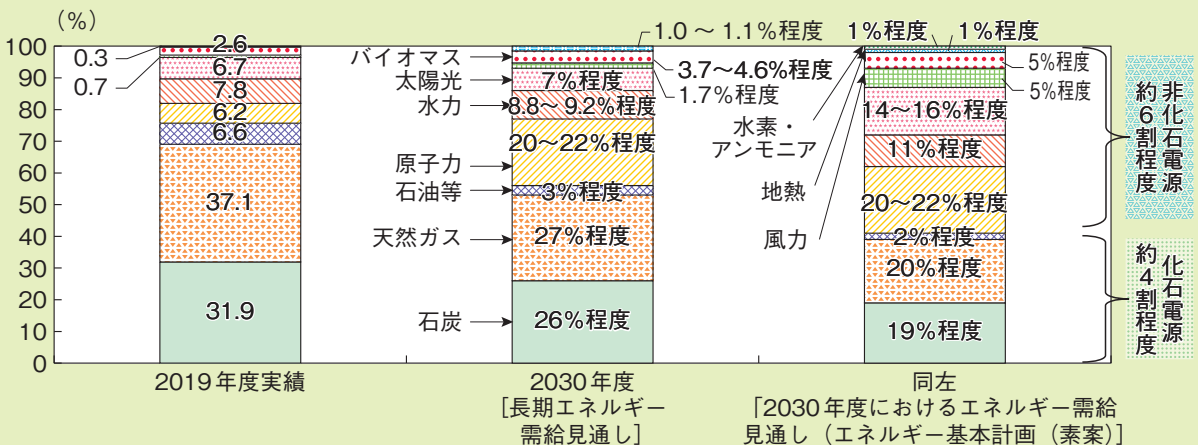 (%)
100
90
80
70
60
50
40
30
20
10
0
0.3
0.7
2.6
6.7
7.8
6.2
6.6
37.1
31.9
2019年度実績
バイオマス
太陽光
水力
原子力
石油等
天然ガス
石炭
1.0～1.1%程度
3.7～4.6%程度
1.7%程度
7%程度
8.8～9.2%程度
20～22%程度
3%程度
27%程度
26%程度
2030年度
[長期エネルギー
需給見通し]
水素・
アンモニア
地熱
風力
1%程度
1%程度
5%程度
5%程度
14～16%程度
11%程度
20～22%程度
2%程度
20%程度
19%程度
同左
「2030年度におけるエネルギー需給
見通し（エネルギー基本計画（素案）]
非化石電源
約6割程度
化石電源
約4割程度